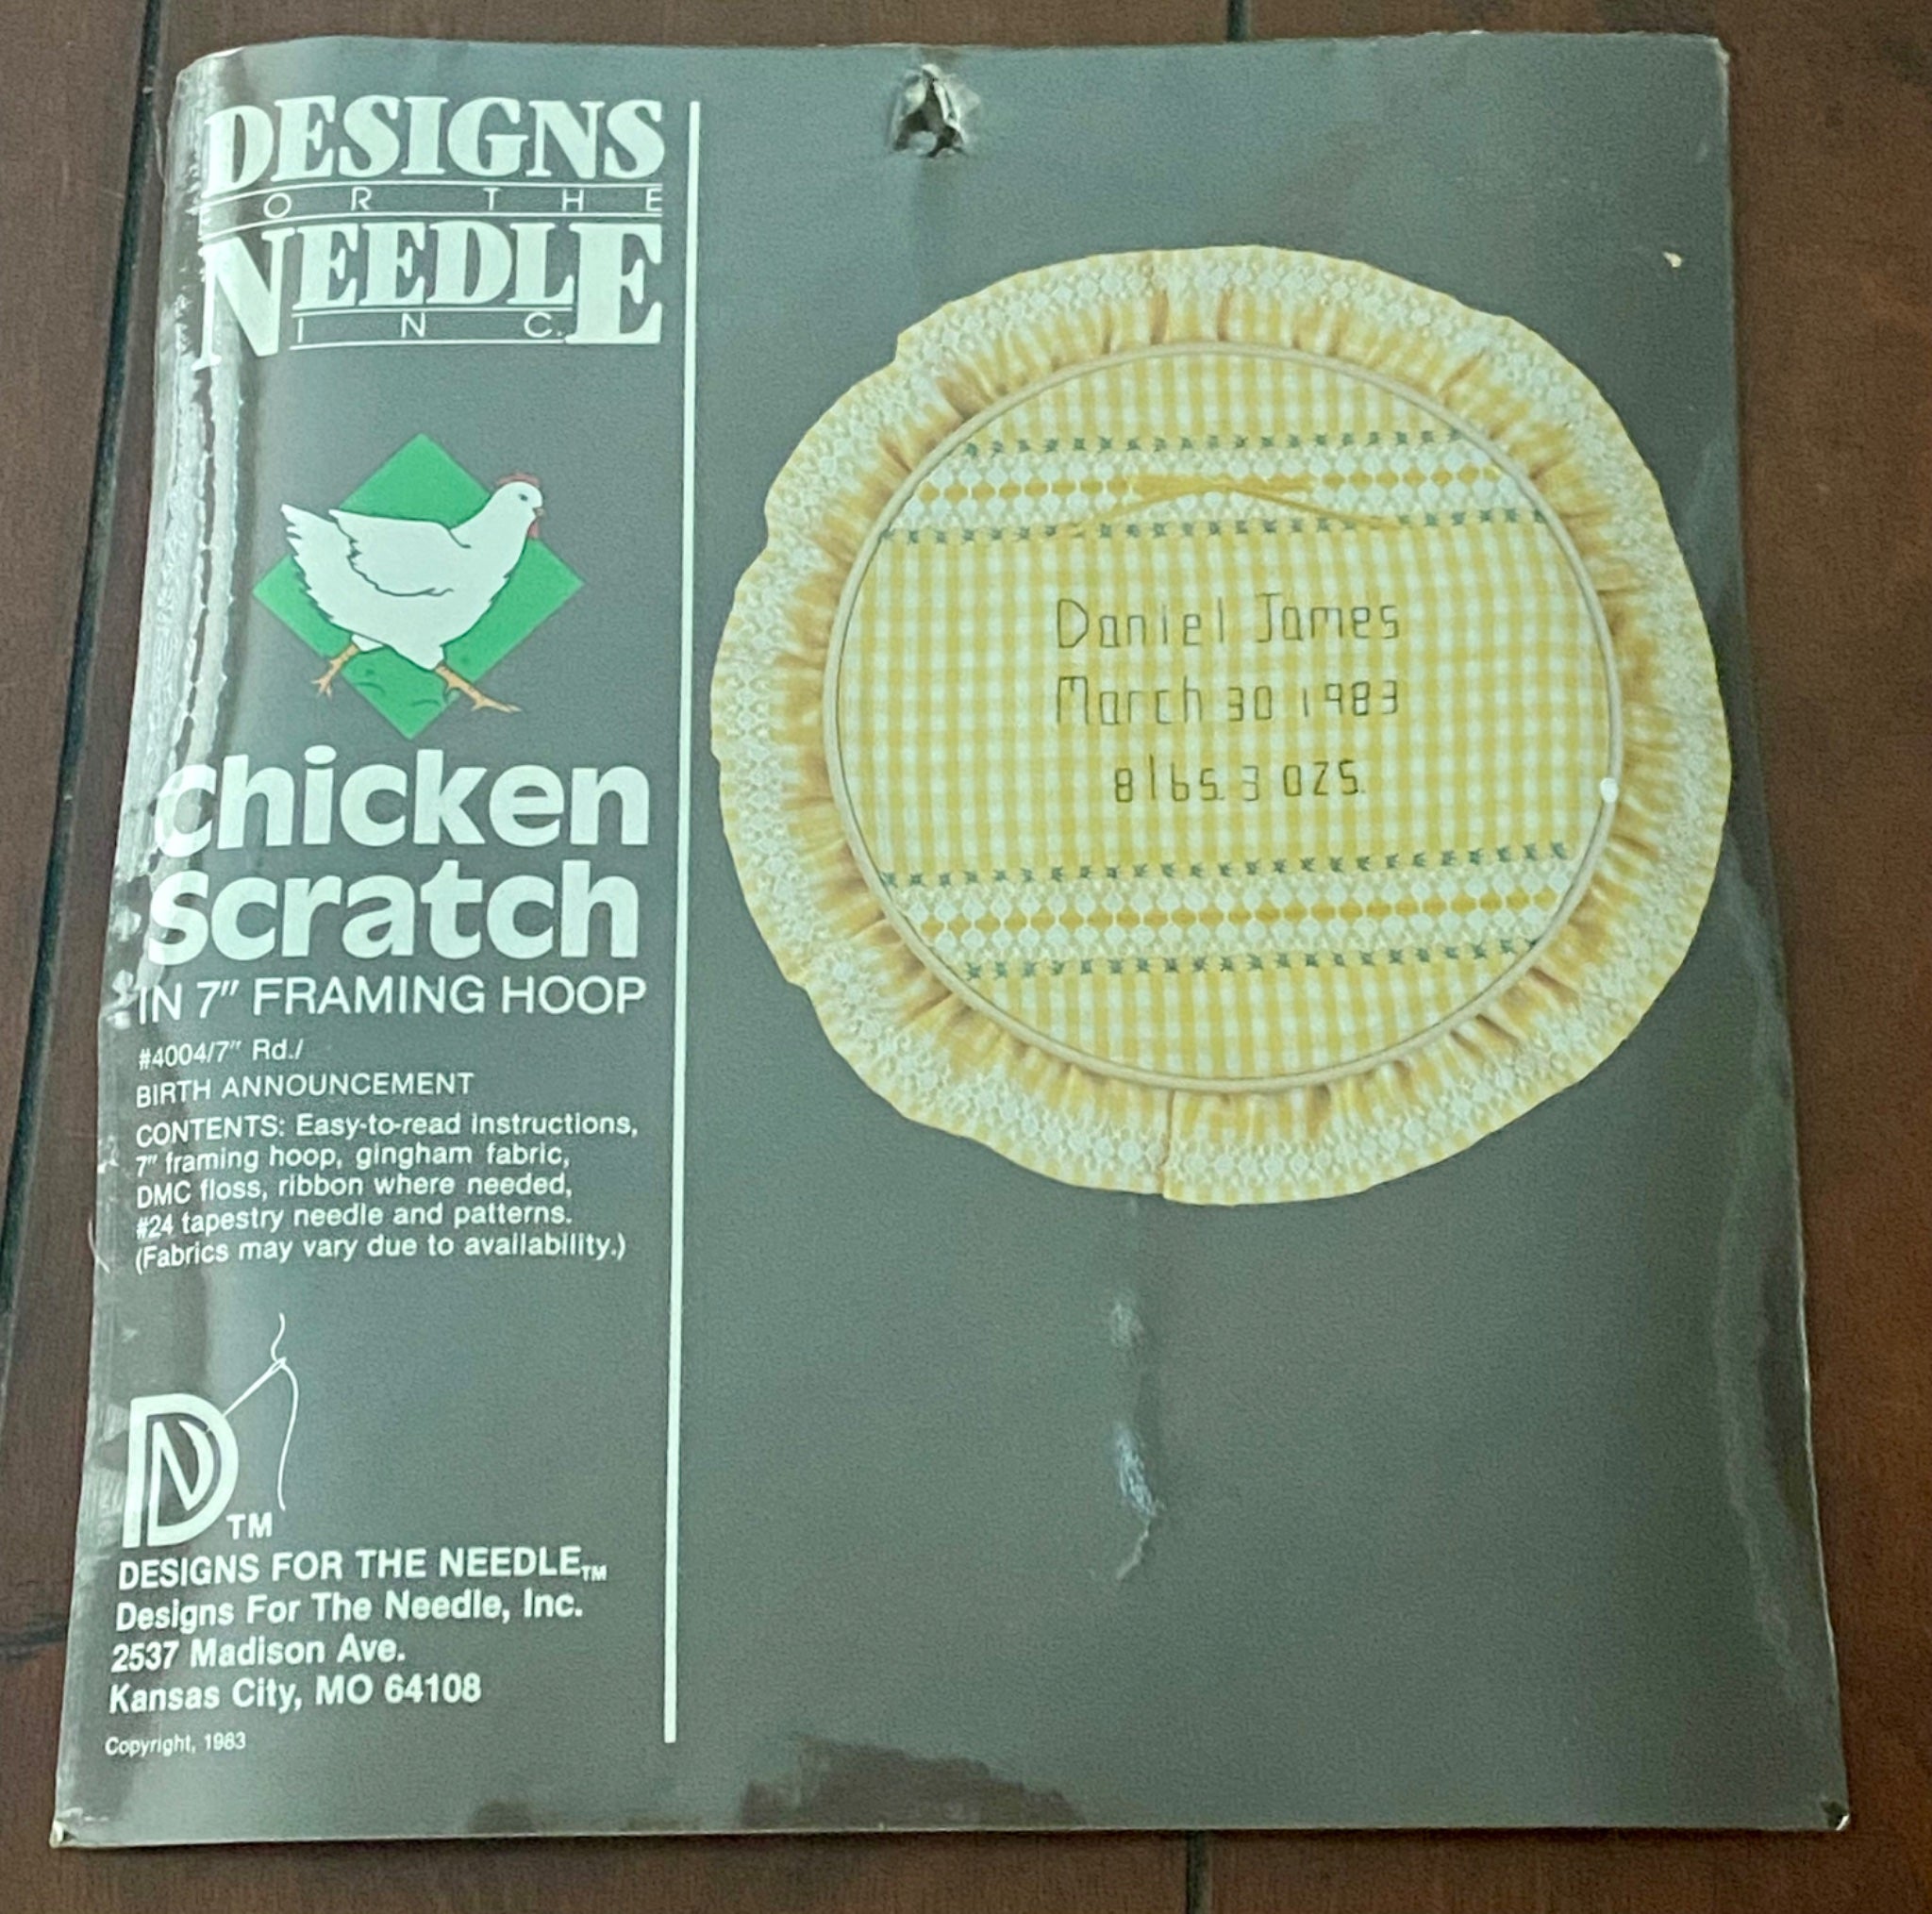 DESIGNS
FOR THE
NEEDLE
INC.
chicken
scratch
IN 7" FRAMING HOOP
#4004/7" Rd./
BIRTH ANNOUNCEMENT
CONTENTS: Easy-to-read instructions,
7" framing hoop, gingham fabric,
DMC floss, ribbon where needed,
#24 tapestry needle and patterns.
(Fabrics may vary due to availability.)
DN TM
DESIGNS FOR THE NEEDLE TM
Designs For The Needle, Inc.
2537 Madison Ave.
Kansas City, MO 64108
Copyright, 1983
Daniel James
March 30 1983
8 lbs. 3 ozs.